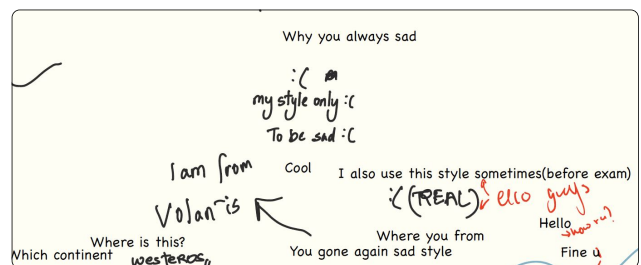 Why you always sad
:(
my style only :(
To be sad :(
I am from
Cool
I also use this style sometimes(before exam)
Volantis
:( (REAL)
ello guys
Hello
how r u?
Where is this?
Where you from
Which continent
westeros
You gone again sad style
Fine u